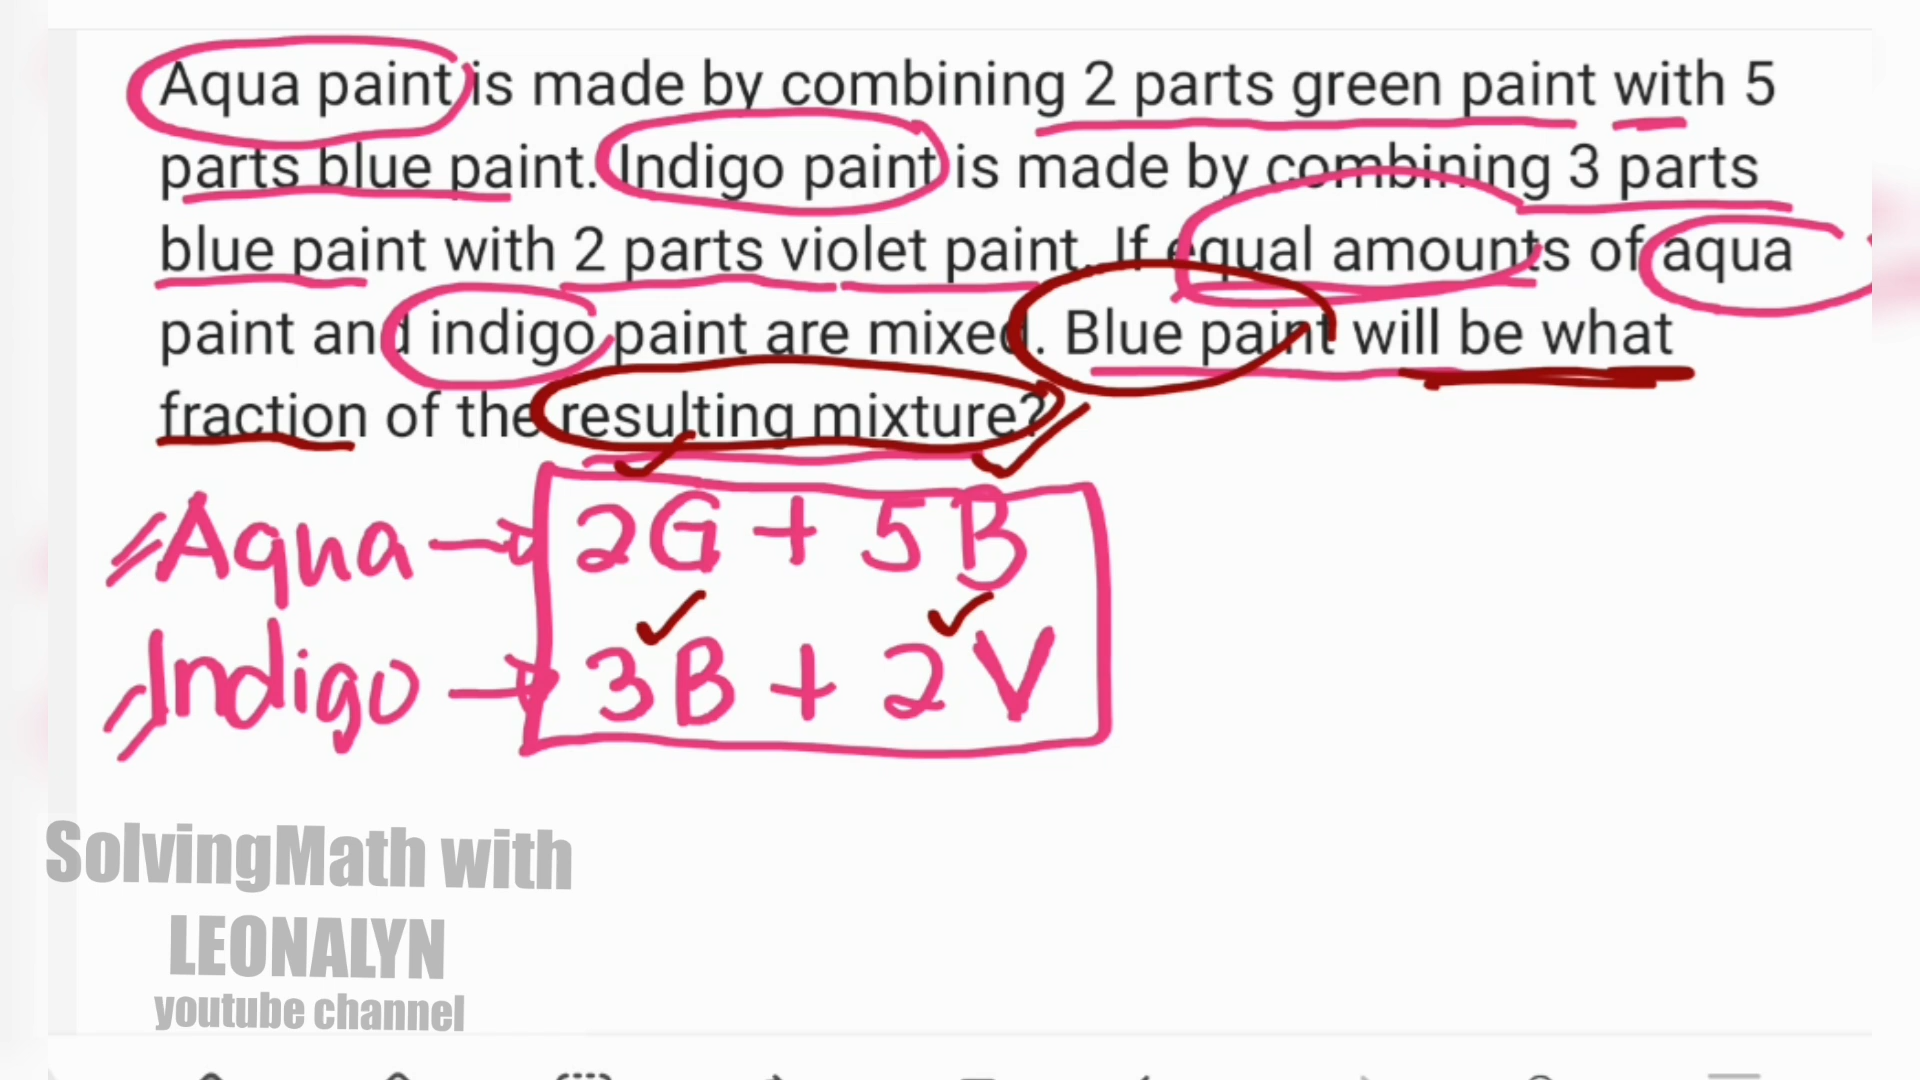 Aqua paint is made by combining 2 parts green paint with 5
parts blue paint. Indigo paint is made by combining 3 parts
blue paint with 2 parts violet paint. If equal amounts of aqua
paint and indigo paint are mixed. Blue paint will be what
fraction of the resulting mixture?
Aqua → 2G + 5B
Indigo → 3B + 2V
SolvingMath with
LEONALYN
youtube channel